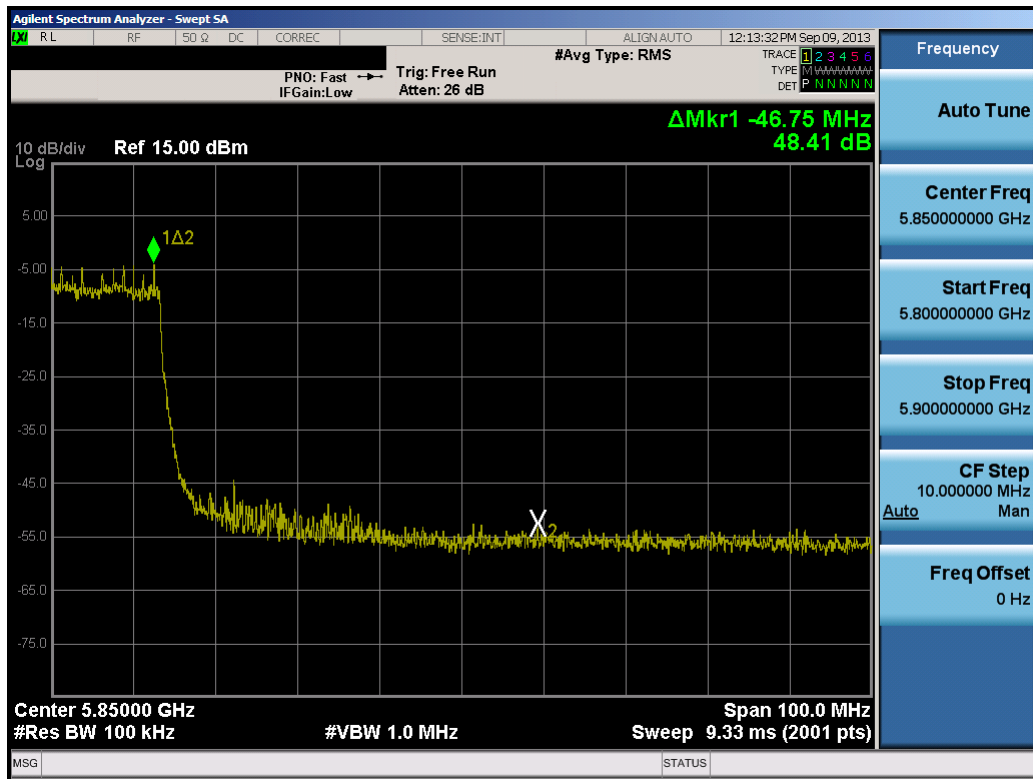 Agilent Spectrum Analyzer - Swept SA
LXI RL RF 50 Ω DC CORREC SENSE:INT ALIGN AUTO 12:13:32 PM Sep 09, 2013
#Avg Type: RMS
TRACE 1 2 3 4 5 6
PNO: Fast Trig: Free Run
TYPE M W W W W W
IFGain:Low Atten: 26 dB
DET P N N N N N
ΔMkr1 -46.75 MHz
48.41 dB
10 dB/div Ref 15.00 dBm
Log
5.00
1Δ2
-5.00
-15.0
-25.0
-35.0
-45.0
X2
-55.0
-65.0
-75.0
Center 5.85000 GHz Span 100.0 MHz
#Res BW 100 kHz #VBW 1.0 MHz Sweep 9.33 ms (2001 pts)
MSG STATUS
Frequency
Auto Tune
Center Freq
5.850000000 GHz
Start Freq
5.800000000 GHz
Stop Freq
5.900000000 GHz
CF Step
10.000000 MHz
Auto Man
Freq Offset
0 Hz